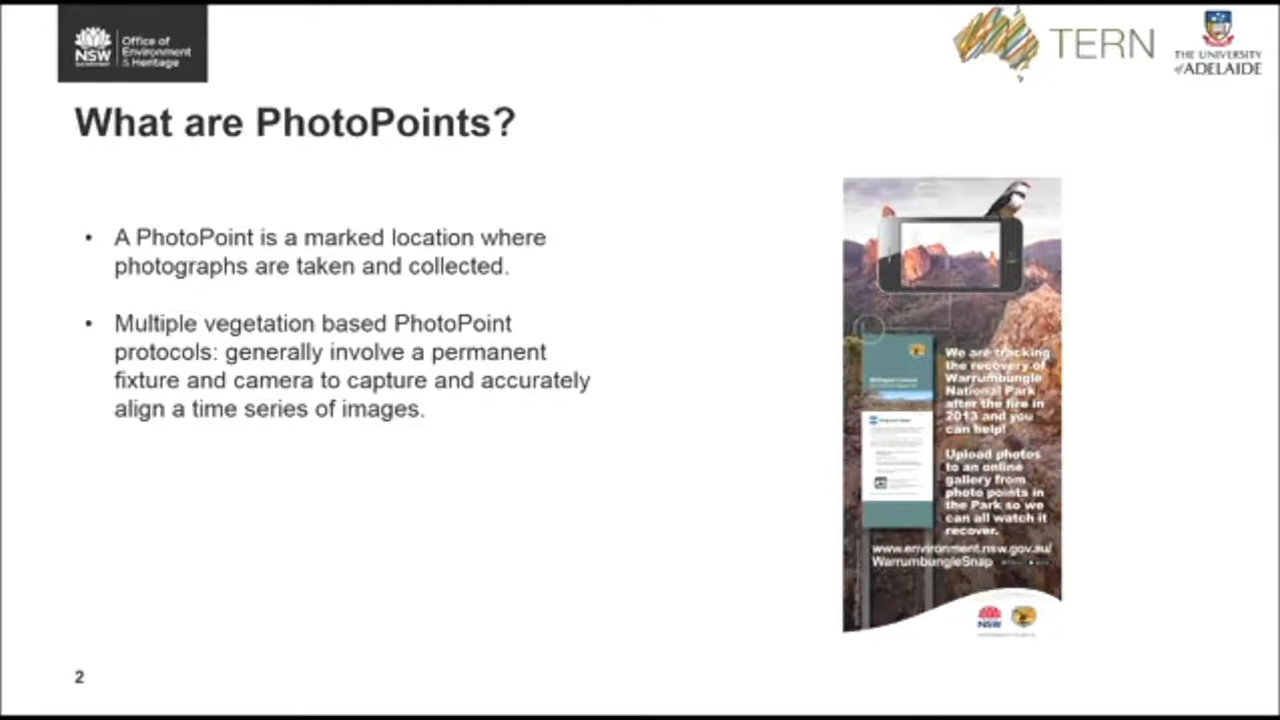 NSW
Office of
Environment
& Heritage
TERN
THE UNIVERSITY
of ADELAIDE
What are PhotoPoints?
• A PhotoPoint is a marked location where
photographs are taken and collected.
• Multiple vegetation based PhotoPoint
protocols: generally involve a permanent
fixture and camera to capture and accurately
align a time series of images.
We are tracking
the recovery of
Warrumbungle
National Park
after the fire in
2013 and you
can help!
Upload photos
to an online
gallery from
photo points in
the Park so we
can all watch it
recover.
www.environment.nsw.gov.au/
WarrumbungleSnap
NSW
2